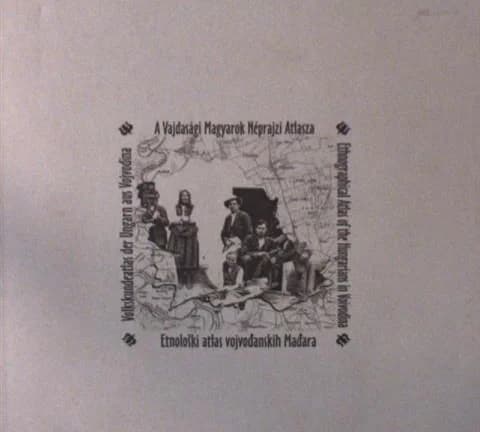 A Vajdasági Magyarok Néprajzi Atlasza
Ethnographical Atlas of the Hungarians in Voivodina
Etnološki atlas vojvođanskih Mađara
Volkskundeatlas der Ungarn aus Vojvodina